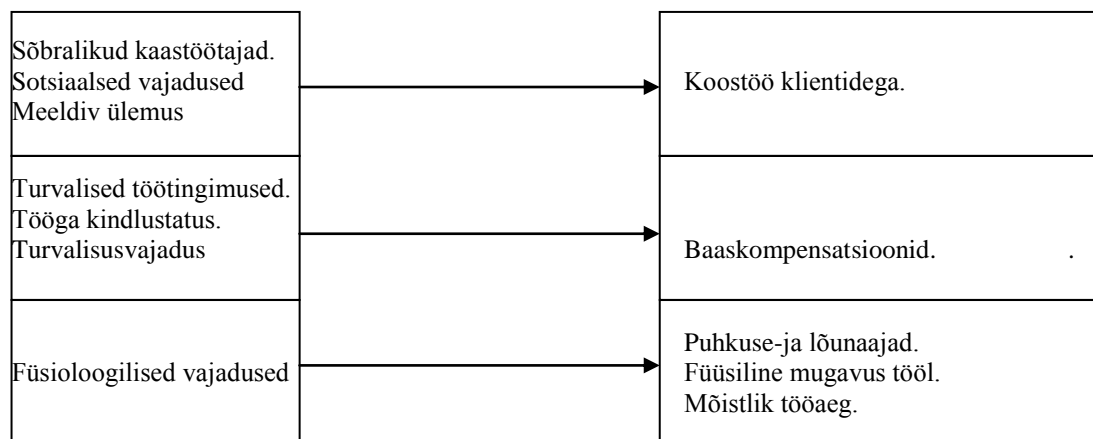 Sõbralikud kaastöötajad.
Sotsiaalsed vajadused
Meeldiv ülemus
Koostöö klientidega.
Turvalised töötingimused.
Tööga kindlustatus.
Turvalisusvajadus
Baaskompensatsioonid. .
Füsioloogilised vajadused
Puhkuse-ja lõunaajad.
Füüsiline mugavus tööl.
Mõistlik tööaeg.